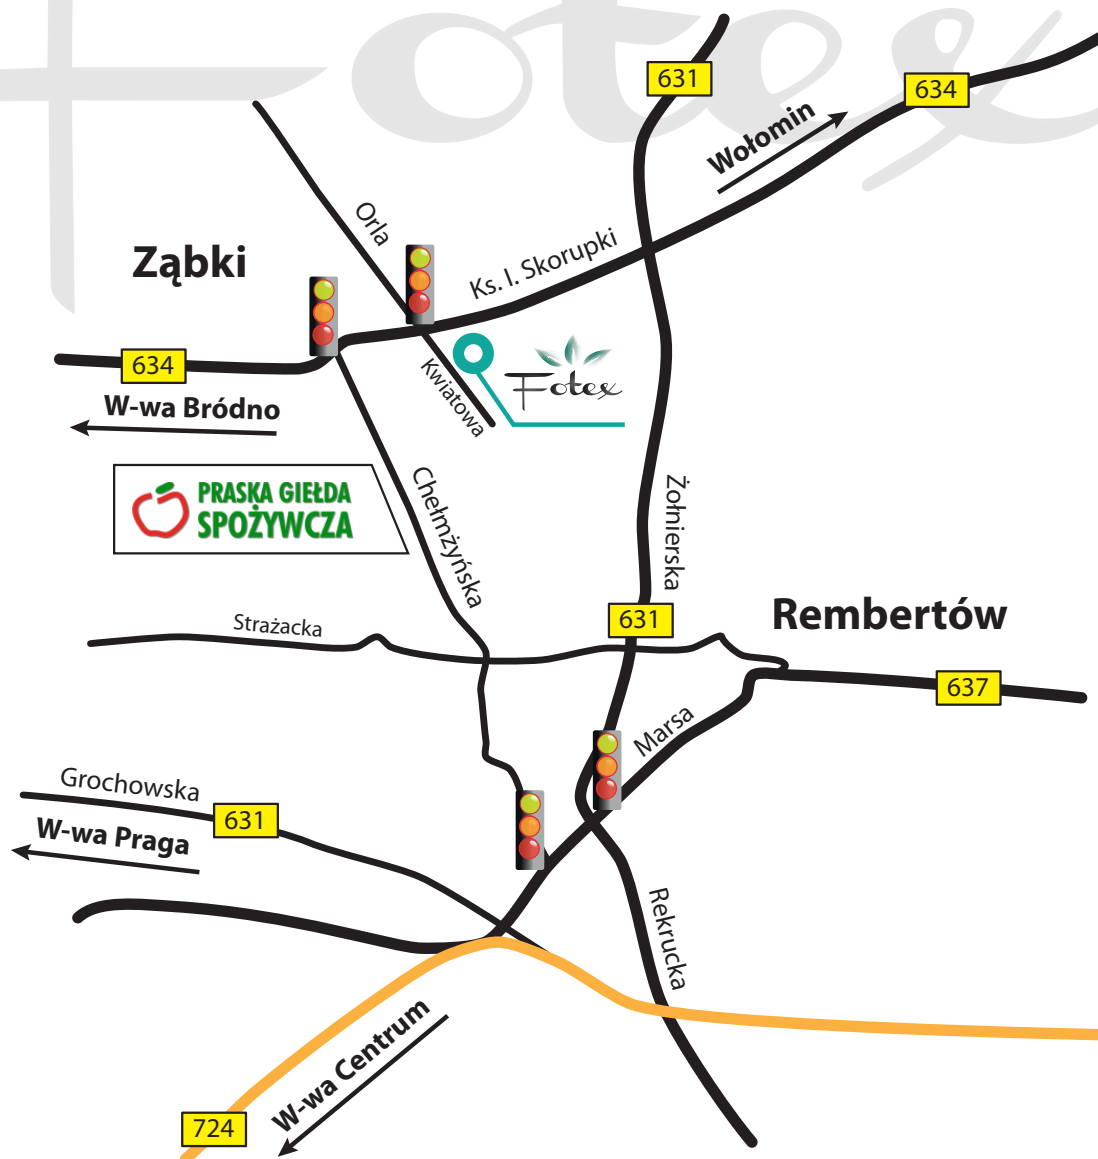 Fotex
631
634
Wołomin
Orla
Ząbki
Ks. I. Skorupki
634
W-wa Bródno
Kwiatowa
Fotex
PRASKA GIEŁDA
SPOŻYWCZA
Chełmżyńska
Żołnierska
Strażacka
631
Rembertów
637
Marsa
Grochowska
631
W-wa Praga
Rekrucka
W-wa Centrum
724